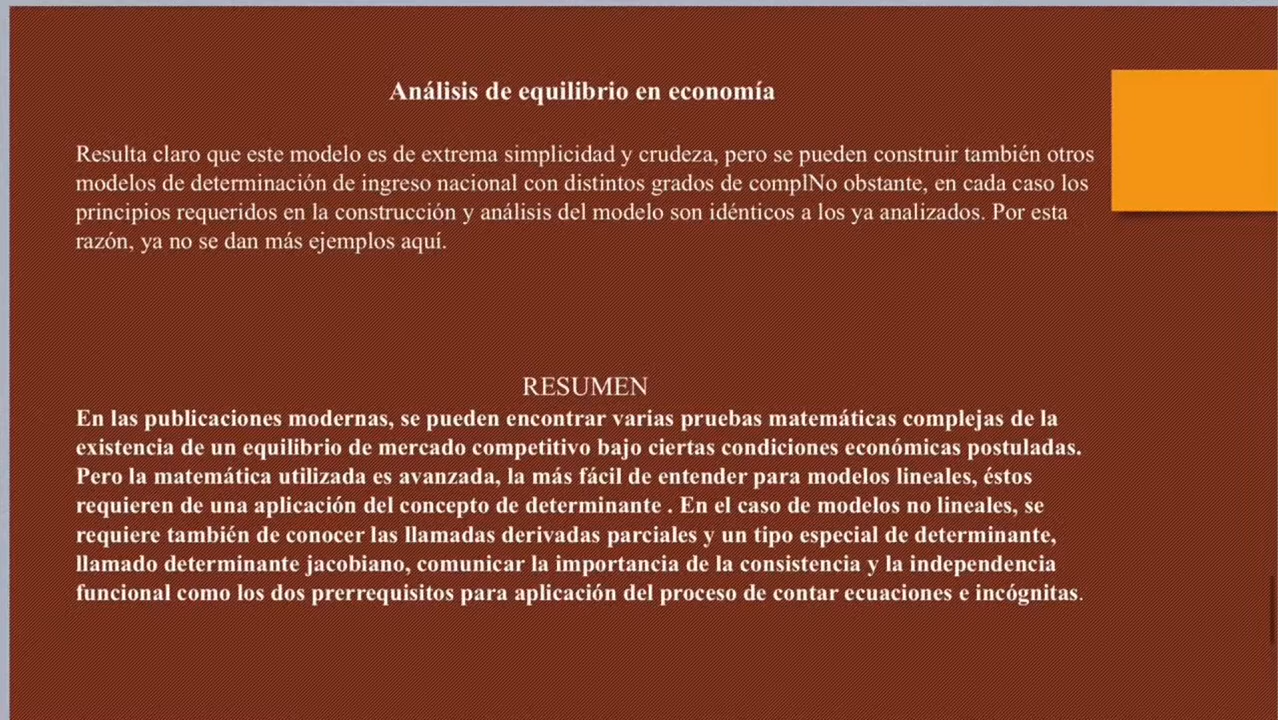 Análisis de equilibrio en economía
Resulta claro que este modelo es de extrema simplicidad y crudeza, pero se pueden construir también otros
modelos de determinación de ingreso nacional con distintos grados de complNo obstante, en cada caso los
principios requeridos en la construcción y análisis del modelo son idénticos a los ya analizados. Por esta
razón, ya no se dan más ejemplos aquí.
RESUMEN
En las publicaciones modernas, se pueden encontrar varias pruebas matemáticas complejas de la
existencia de un equilibrio de mercado competitivo bajo ciertas condiciones económicas postuladas.
Pero la matemática utilizada es avanzada, la más fácil de entender para modelos lineales, éstos
requieren de una aplicación del concepto de determinante . En el caso de modelos no lineales, se
requiere también de conocer las llamadas derivadas parciales y un tipo especial de determinante,
llamado determinante jacobiano, comunicar la importancia de la consistencia y la independencia
funcional como los dos prerrequisitos para aplicación del proceso de contar ecuaciones e incógnitas.